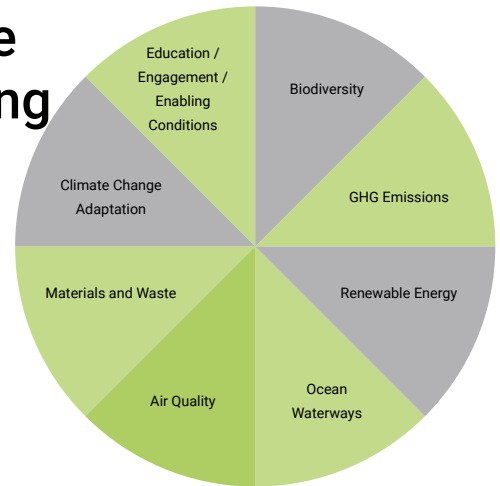 e
ng
Education /
Engagement /
Enabling
Conditions
Biodiversity
Climate Change
Adaptation
GHG Emissions
Materials and Waste
Renewable Energy
Air Quality
Ocean
Waterways